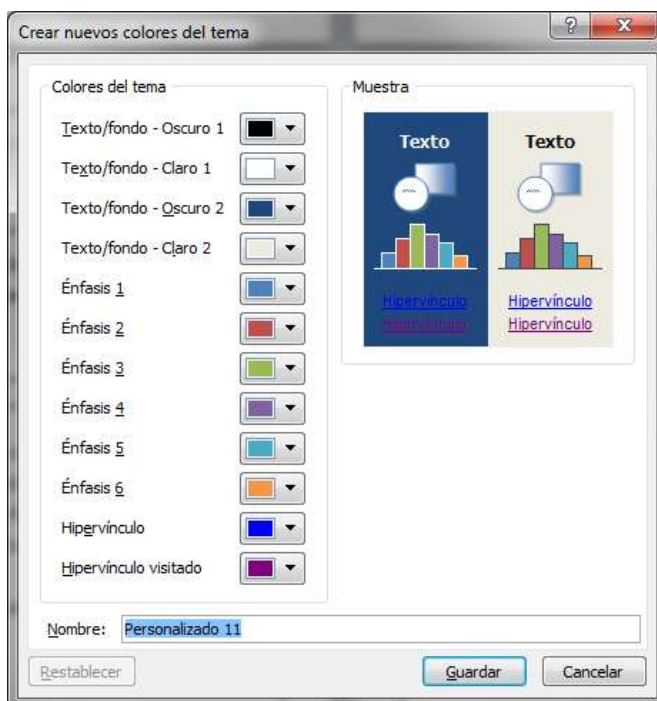 Crear nuevos colores del tema
Colores del tema
Texto/fondo - Oscuro 1
Texto/fondo - Claro 1
Texto/fondo - Oscuro 2
Texto/fondo - Claro 2
Énfasis 1
Énfasis 2
Énfasis 3
Énfasis 4
Énfasis 5
Énfasis 6
Hipervínculo
Hipervínculo visitado
Muestra
Texto Texto
Hipervínculo Hipervínculo
Hipervínculo Hipervínculo
Nombre: Personalizado 11
Restablecer Guardar Cancelar